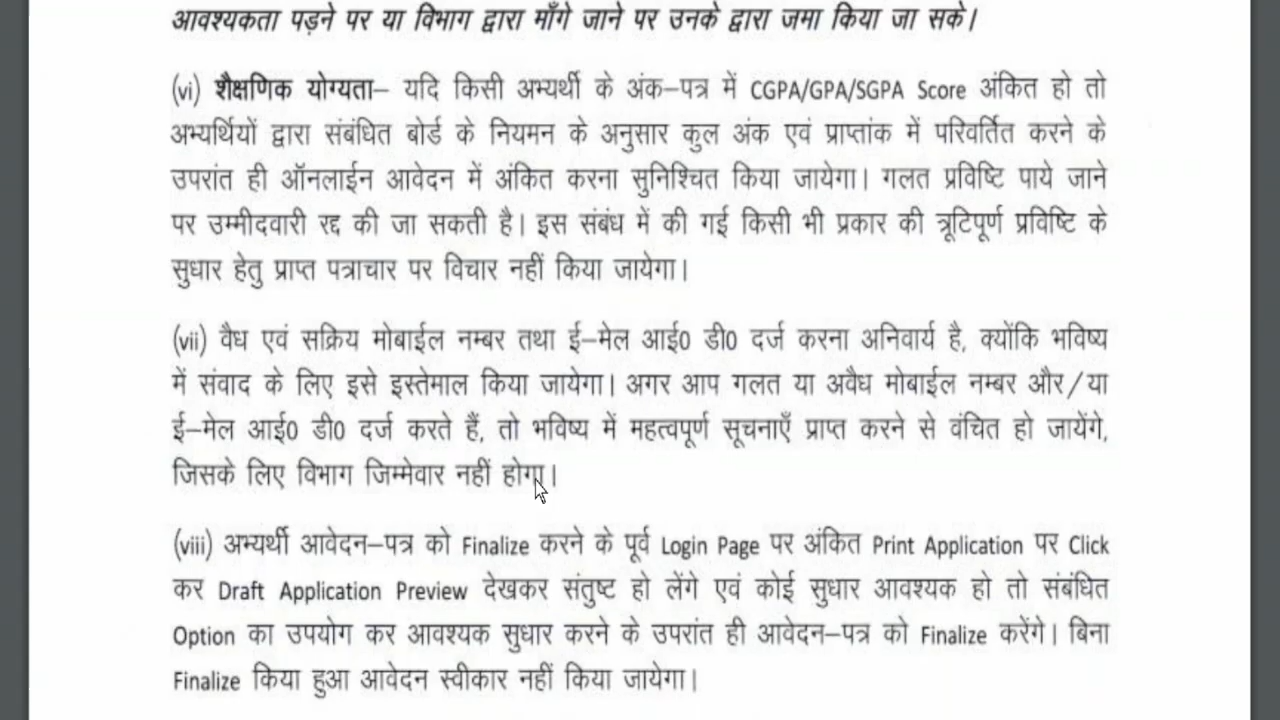 आवश्यकता पड़ने पर या विभाग द्वारा माँगे जाने पर उनके द्वारा जमा किया जा सके।
(vi) शैक्षणिक योग्यता– यदि किसी अभ्यर्थी के अंक–पत्र में CGPA/GPA/SGPA Score अंकित हो तो
अभ्यर्थियों द्वारा संबंधित बोर्ड के नियमन के अनुसार कुल अंक एवं प्राप्तांक में परिवर्तित करने के
उपरांत ही ऑनलाईन आवेदन में अंकित करना सुनिश्चित किया जायेगा। गलत प्रविष्टि पाये जाने
पर उम्मीदवारी रद्द की जा सकती है। इस संबंध में की गई किसी भी प्रकार की त्रूटिपूर्ण प्रविष्टि के
सुधार हेतु प्राप्त पत्राचार पर विचार नहीं किया जायेगा।
(vii) वैध एवं सक्रिय मोबाईल नम्बर तथा ई–मेल आई0 डी0 दर्ज करना अनिवार्य है, क्योंकि भविष्य
में संवाद के लिए इसे इस्तेमाल किया जायेगा। अगर आप गलत या अवैध मोबाईल नम्बर और/या
ई–मेल आई0 डी0 दर्ज करते हैं, तो भविष्य में महत्वपूर्ण सूचनाएँ प्राप्त करने से वंचित हो जायेंगे,
जिसके लिए विभाग जिम्मेवार नहीं होगा।
(viii) अभ्यर्थी आवेदन–पत्र को Finalize करने के पूर्व Login Page पर अंकित Print Application पर Click
कर Draft Application Preview देखकर संतुष्ट हो लेंगे एवं कोई सुधार आवश्यक हो तो संबंधित
Option का उपयोग कर आवश्यक सुधार करने के उपरांत ही आवेदन–पत्र को Finalize करेंगे। बिना
Finalize किया हुआ आवेदन स्वीकार नहीं किया जायेगा।